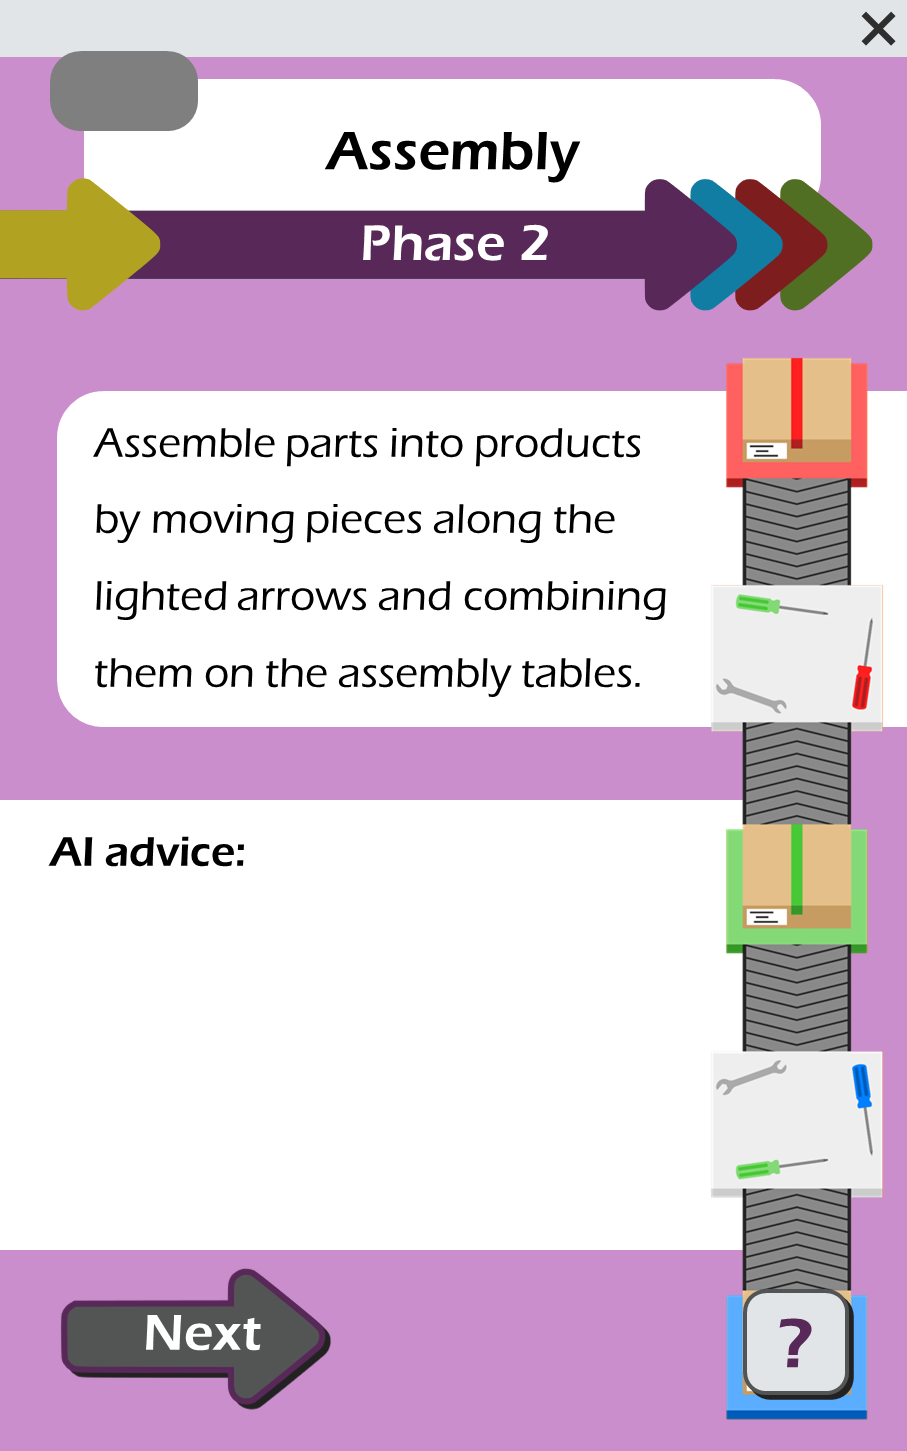 Assembly
Phase 2
Assemble parts into products
by moving pieces along the
lighted arrows and combining
them on the assembly tables.
AI advice:
Next
?